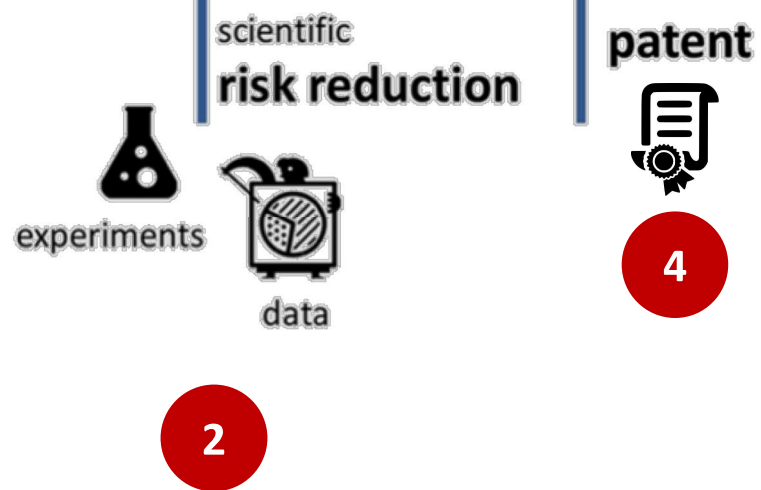 scientific
risk reduction
patent
experiments
data
4
2